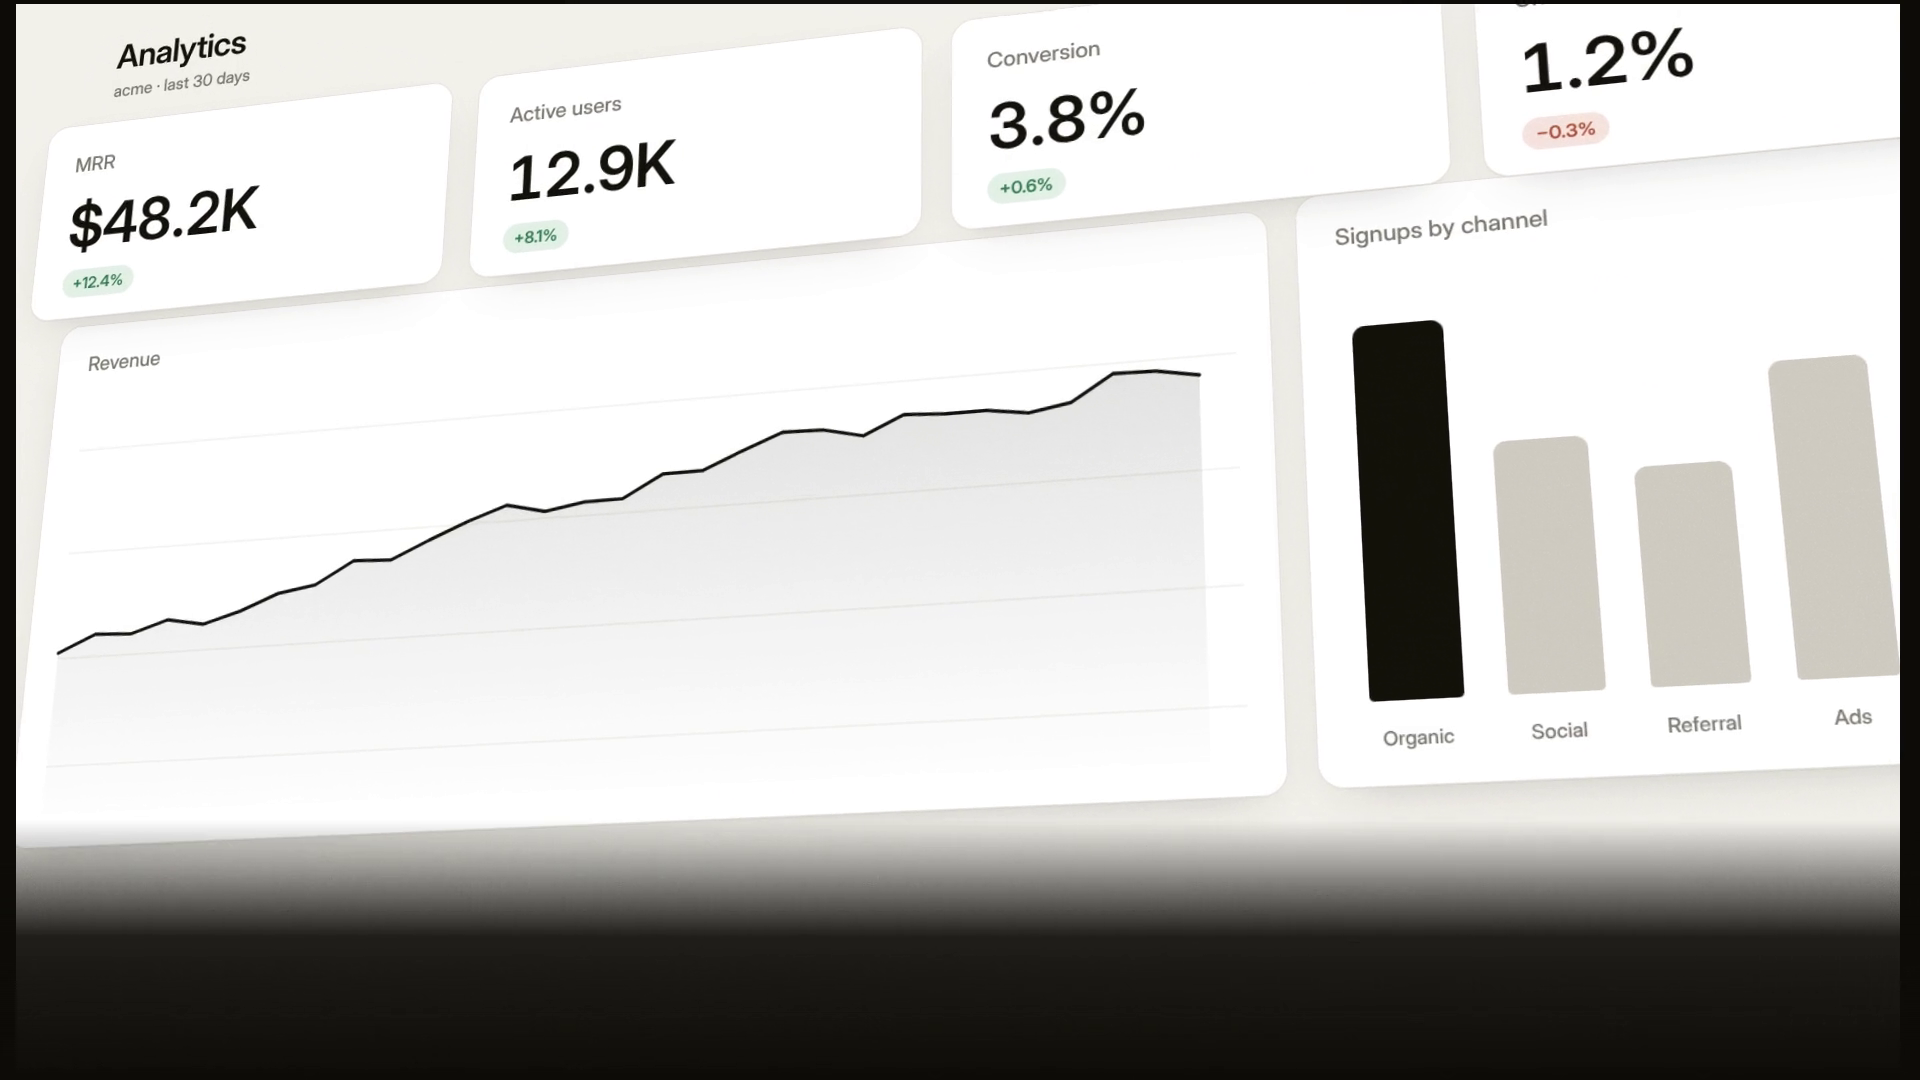 Analytics
acme · last 30 days
MRR
$48.2K
+12.4%
Active users
12.9K
+8.1%
Conversion
3.8%
+0.6%
1.2%
−0.3%
Revenue
Signups by channel
Organic
Social
Referral
Ads